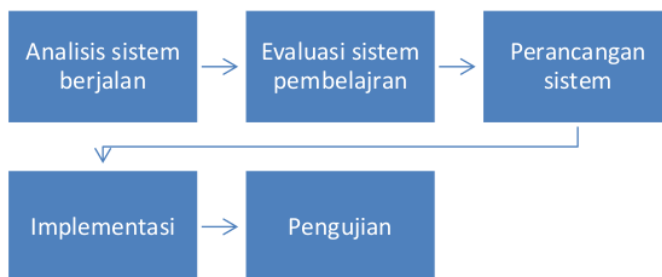 Analisis sistem
berjalan
Evaluasi sistem
pembelajran
Perancangan
sistem
Implementasi
Pengujian